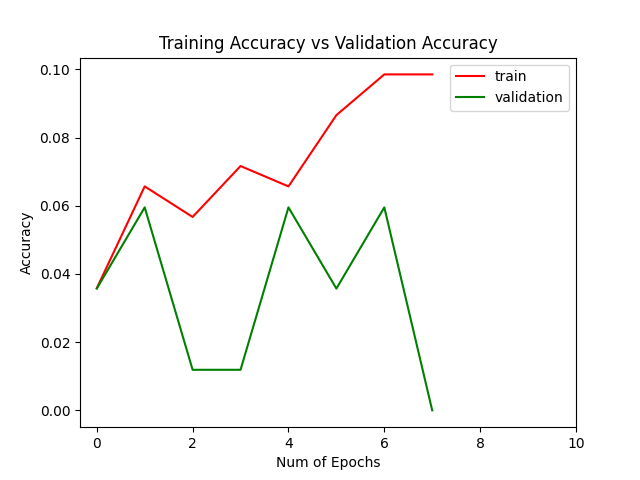 Training Accuracy vs Validation Accuracy
train
validation
Accuracy
0.10
0.08
0.06
0.04
0.02
0.00
0 2 4 6 8 10
Num of Epochs